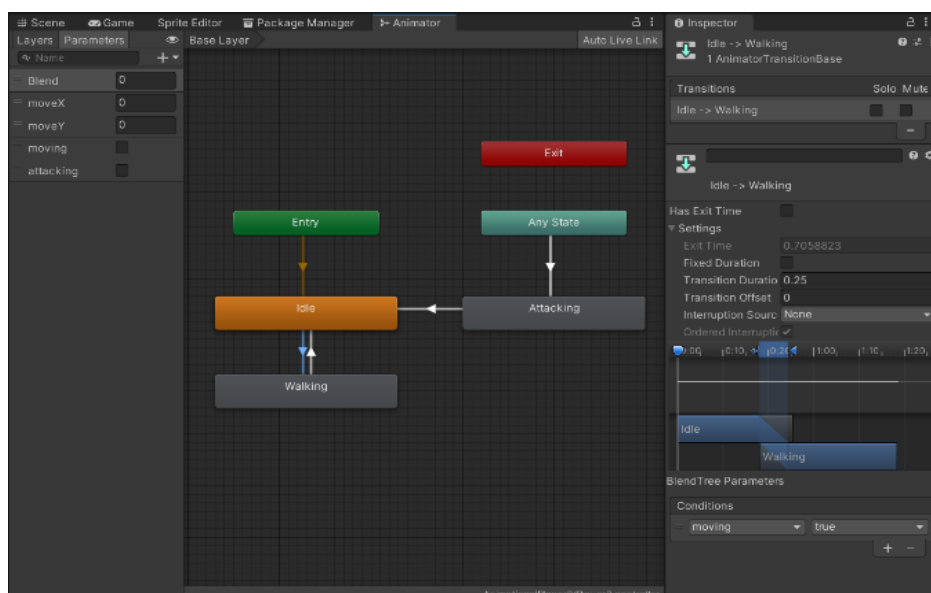 Scene Game Sprite Editor Package Manager Animator
Layers Parameters Base Layer Auto Live Link
Name
Blend 0
moveX 0
moveY 0
moving
attacking
Exit
Entry
Any State
Idle
Attacking
Walking
Inspector
Idle -> Walking
1 AnimatorTransitionBase
Transitions Solo Mute
Idle -> Walking
Idle -> Walking
Has Exit Time
Settings
Exit Time 0.7058823
Fixed Duration
Transition Duratio 0.25
Transition Offset 0
Interruption Sourc None
Ordered Interruptic
0:00 0:10 0:20 1:00 1:10 1:20
Idle
Walking
BlendTree Parameters
Conditions
moving true